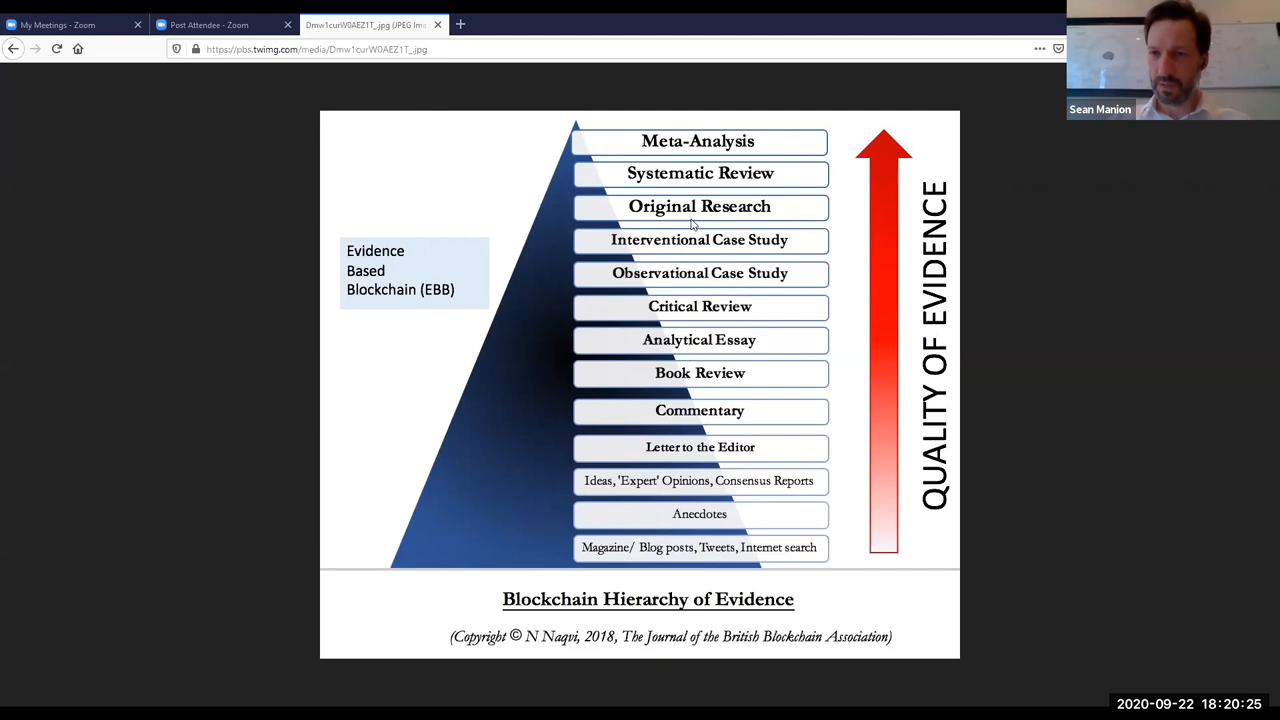 My Meetings - Zoom
Post Attendee - Zoom
Dmw1curW0AEZ1T_.jpg (JPEG Ima
https://pbs.twimg.com/media/Dmw1curW0AEZ1T_.jpg
Sean Manion
Meta-Analysis
Systematic Review
Original Research
Interventional Case Study
Observational Case Study
Critical Review
Analytical Essay
Book Review
Commentary
Letter to the Editor
Ideas, 'Expert' Opinions, Consensus Reports
Anecdotes
Magazine/ Blog posts, Tweets, Internet search
Evidence
Based
Blockchain (EBB)
QUALITY OF EVIDENCE
Blockchain Hierarchy of Evidence
(Copyright © N Naqvi, 2018, The Journal of the British Blockchain Association)
2020-09-22 18:20:25